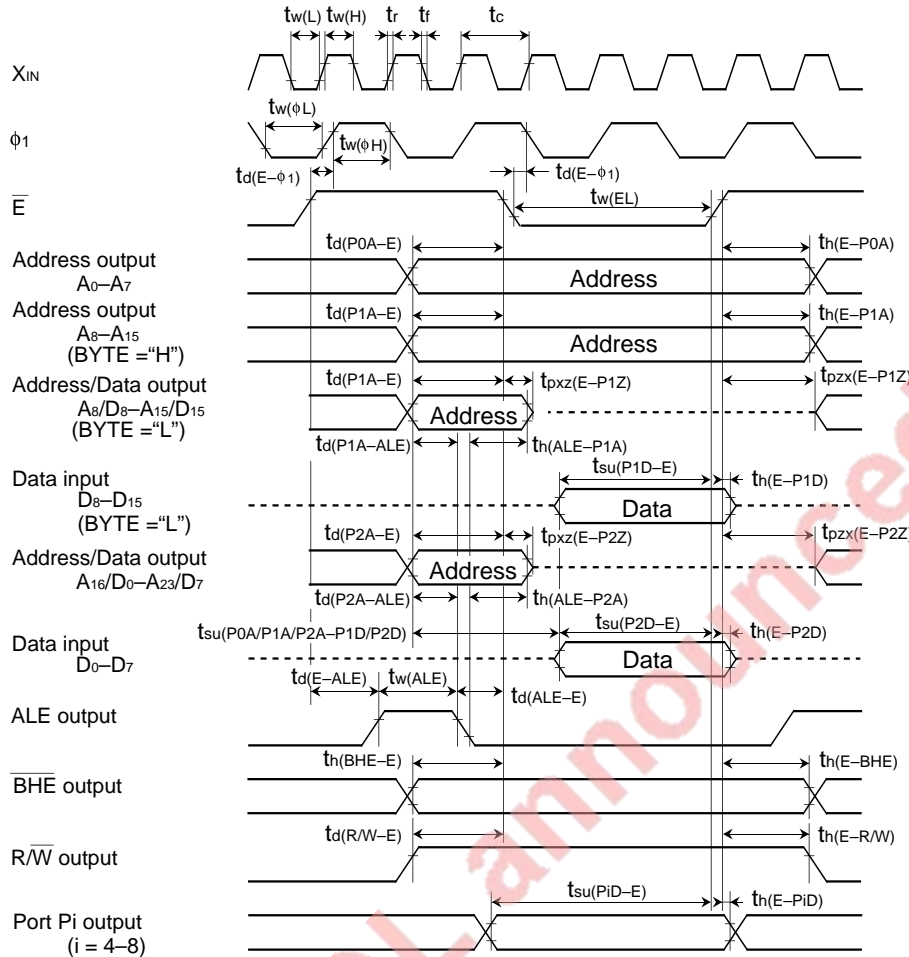 tw(L) tw(H) tr tf tc
XIN
tw(ϕL)
ϕ1
tw(ϕH)
td(E–ϕ1) td(E–ϕ1)
E̅ tw(EL)
td(P0A–E) th(E–P0A)
Address output
A0–A7 Address
Address output td(P1A–E) th(E–P1A)
A8–A15 Address
(BYTE =“H”)
Address/Data output td(P1A–E) tpxz(E–P1Z) tpzx(E–P1Z)
A8/D8–A15/D15 Address
(BYTE =“L”)
td(P1A–ALE) th(ALE–P1A)
Data input tsu(P1D–E) th(E–P1D)
D8–D15 Data
(BYTE =“L”)
td(P2A–E) tpxz(E–P2Z) tpzx(E–P2Z)
Address/Data output
A16/D0–A23/D7 Address
td(P2A–ALE) th(ALE–P2A)
tsu(P0A/P1A/P2A–P1D/P2D) tsu(P2D–E) th(E–P2D)
Data input
D0–D7 Data
td(E–ALE) tw(ALE) td(ALE–E)
ALE output
th(BHE–E) th(E–BHE)
B̅H̅E̅ output
td(R/W–E) th(E–R/W)
R/W̅ output
tsu(PiD–E) th(E–PiD)
Port Pi output
(i = 4–8)
announced